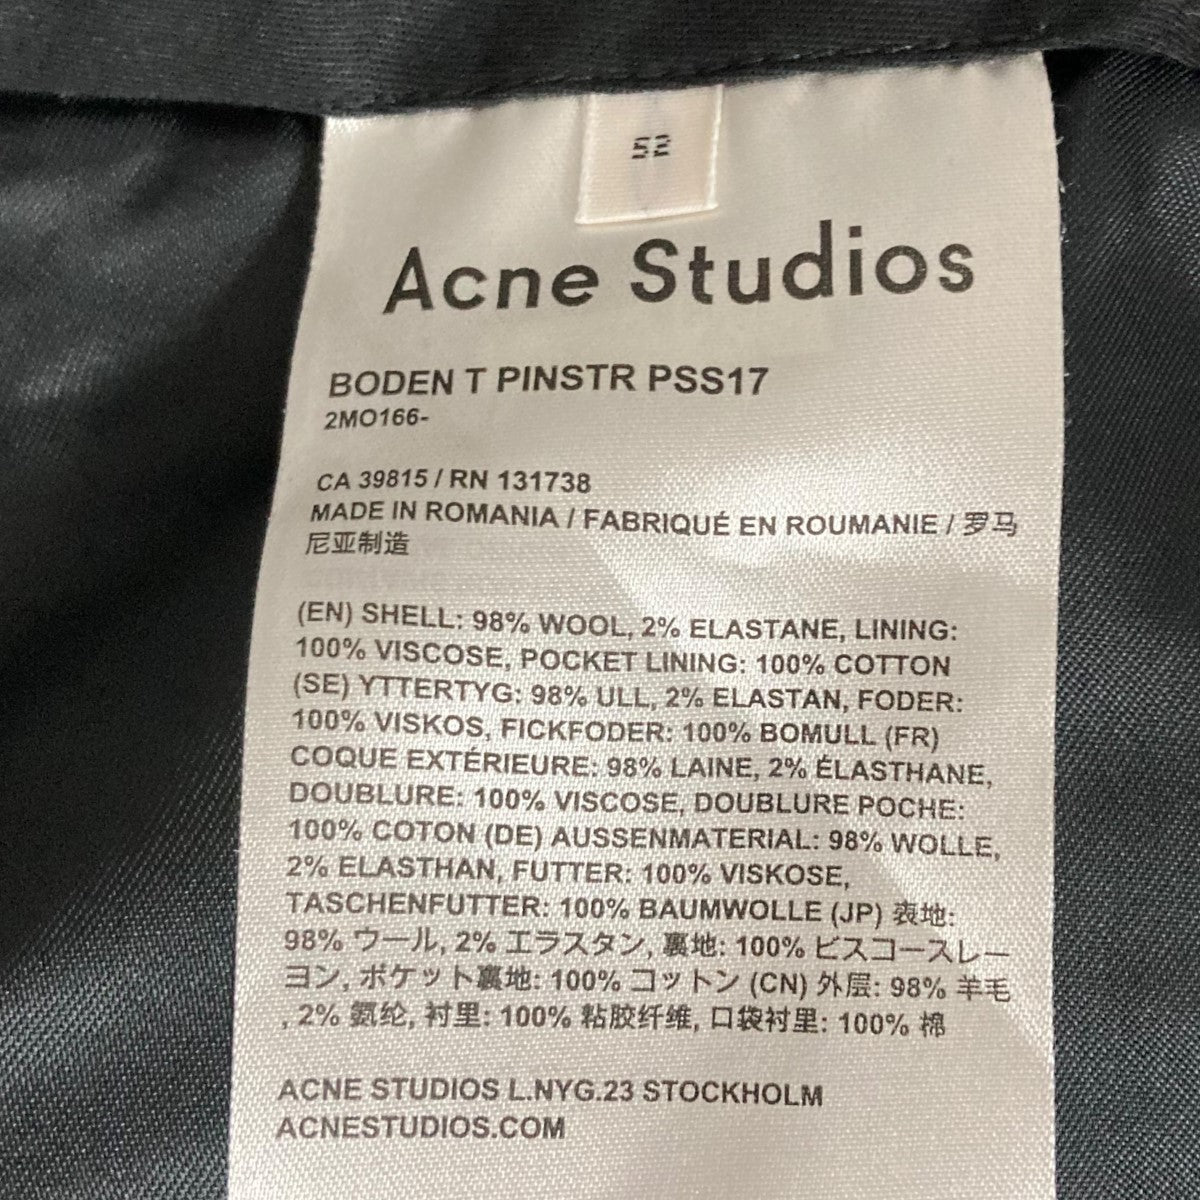 52
Acne Studios
BODEN T PINSTR PSS17
2MO166-
CA 39815 / RN 131738
MADE IN ROMANIA / FABRIQUÉ EN ROUMANIE / 罗马
尼亚制造
(EN) SHELL: 98% WOOL, 2% ELASTANE, LINING:
100% VISCOSE, POCKET LINING: 100% COTTON
(SE) YTTERTYG: 98% ULL, 2% ELASTAN, FODER:
100% VISKOS, FICKFODER: 100% BOMULL (FR)
COQUE EXTÉRIEURE: 98% LAINE, 2% ÉLASTHANE,
DOUBLURE: 100% VISCOSE, DOUBLURE POCHE:
100% COTON (DE) AUSSENMATERIAL: 98% WOLLE,
2% ELASTHAN, FUTTER: 100% VISKOSE,
TASCHENFUTTER: 100% BAUMWOLLE (JP) 表地:
98% ウール, 2% エラスタン, 裏地: 100% ビスコースレー
ヨン, ポケット裏地: 100% コットン (CN) 外层: 98% 羊毛
, 2% 氨纶, 衬里: 100% 粘胶纤维, 口袋衬里: 100% 棉
ACNE STUDIOS L.NYG.23 STOCKHOLM
ACNESTUDIOS.COM